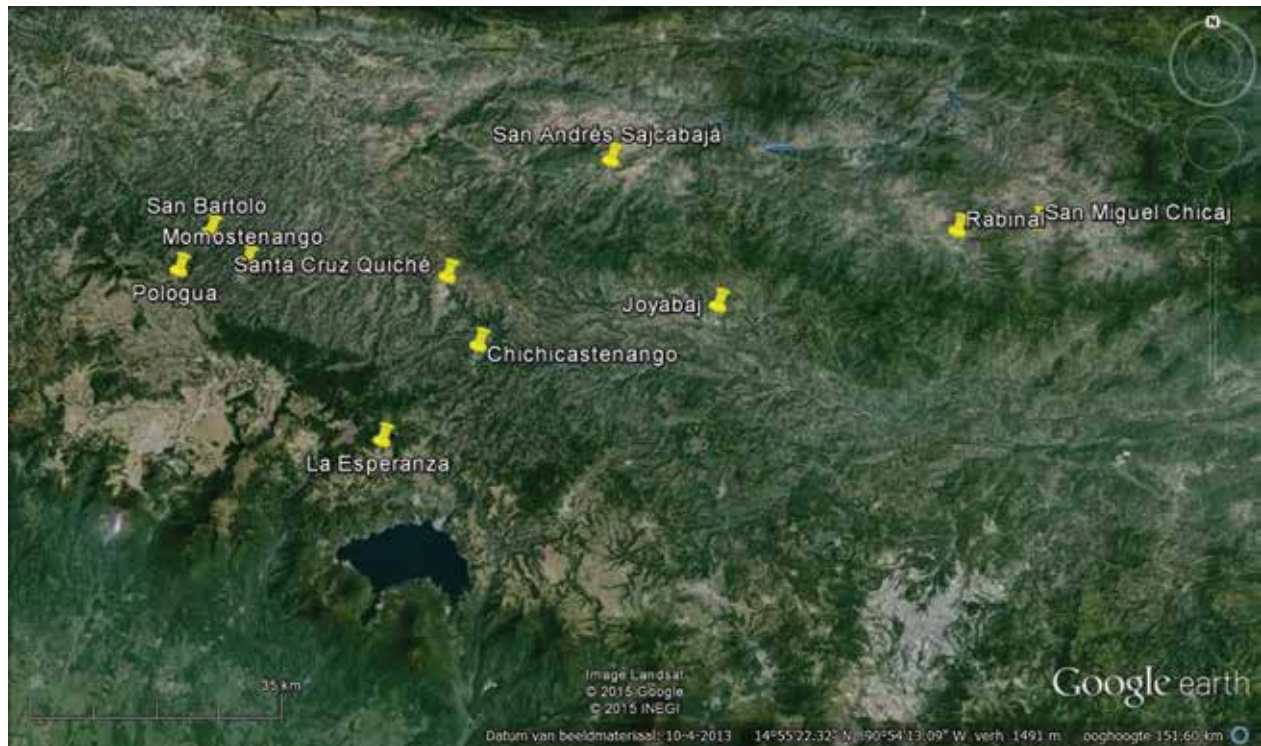 N
San Andrés Sajcabajá
San Bartolo
Momostenango
Santa Cruz Quiché
Pologua
Rabinal
San Miguel Chicaj
Joyabaj
Chichicastenango
La Esperanza
35 km
Image Landsat
© 2015 Google
© 2015 INEGI
Google earth
Datum van beeldmateriaal: 10-4-2013 14°55'22.32" N 90°54'13.09" W verh 1491 m ooghoogte 151.60 km